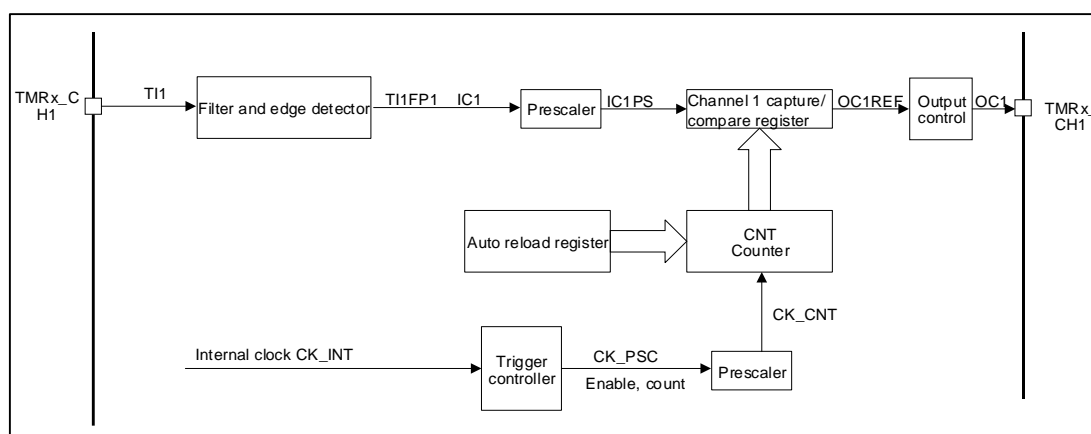 TMRx_C
H1
TI1
Filter and edge detector
TI1FP1
IC1
Prescaler
IC1PS
Channel 1 capture/
compare register
OC1REF
Output
control
OC1
TMRx_
CH1
Auto reload register
CNT
Counter
CK_CNT
Internal clock CK_INT
Trigger
controller
CK_PSC
Enable, count
Prescaler